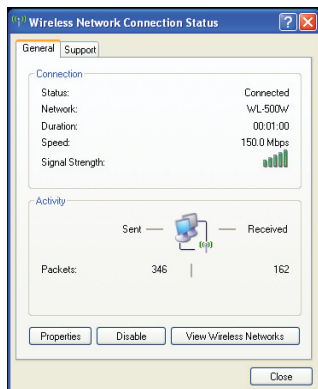 Wireless Network Connection Status
General Support
Connection
Status: Connected
Network: WL-500W
Duration: 00:01:00
Speed: 150.0 Mbps
Signal Strength:
Activity
Sent Received
Packets: 346 162
Properties Disable View Wireless Networks
Close